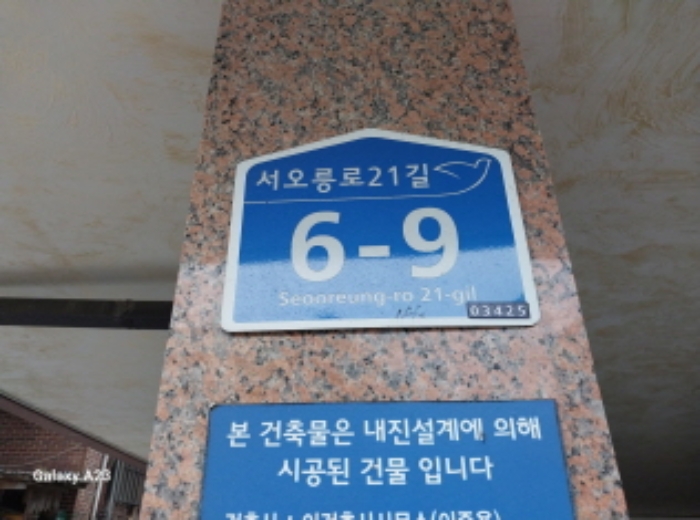 서오릉로21길
6-9
Seooreung-ro 21-gil
03425
본 건축물은 내진설계에 의해
시공된 건물 입니다
Galaxy A23